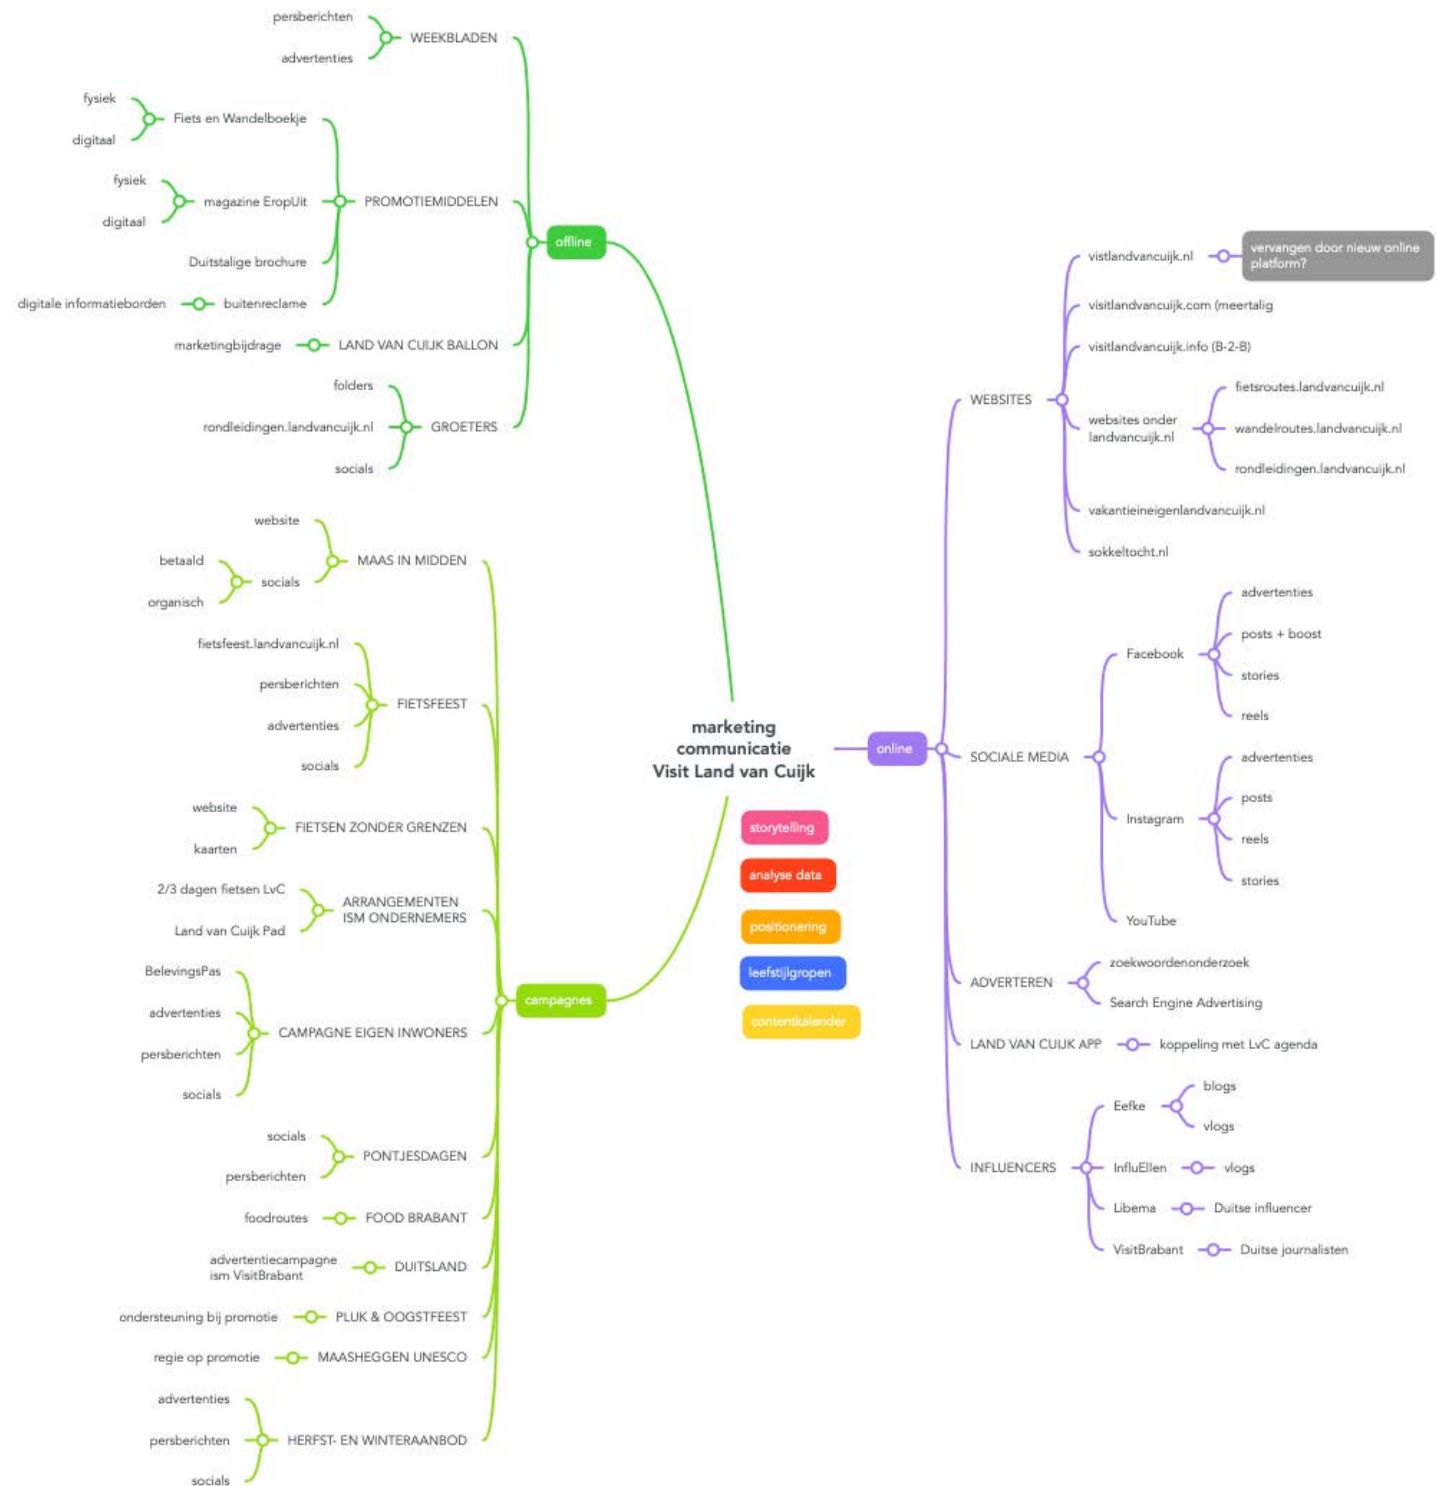 persberichten
WEEKBLADEN
advertenties
fysiek
Fiets en Wandelboekje
digitaal
fysiek
magazine EropUit
PROMOTIEMIDDELEN
digitaal
offline
Duitstalige brochure
digitale informatieborden
buitenreclame
marketingbijdrage
LAND VAN CUIJK BALLON
folders
rondleidingen.landvancuijk.nl
GROETERS
socials
website
MAAS IN MIDDEN
betaald
socials
organisch
fietsfeest.landvancuijk.nl
persberichten
FIETSFEEST
advertenties
socials
website
FIETSEN ZONDER GRENZEN
kaarten
2/3 dagen fietsen LvC
ARRANGEMENTEN
ISM ONDERNEMERS
Land van Cuijk Pad
BelevingsPas
advertenties
campagnes
CAMPAGNE EIGEN INWONERS
persberichten
socials
socials
PONTJESDAGEN
persberichten
foodroutes
FOOD BRABANT
advertentiecampagne
ism VisitBrabant
DUITSLAND
ondersteuning bij promotie
PLUK & OOGSTFEEST
regie op promotie
MAASHEGGEN UNESCO
advertenties
persberichten
HERFST- EN WINTERAANBOD
socials
marketing
communicatie
Visit Land van Cuijk
storytelling
analyse data
positionering
leefstijlgropen
consentkalender
online
WEBSITES
vistlandvancuijk.nl
vervangen door nieuw online
platform?
visitlandvancuijk.com (meertalig
visitlandvancuijk.info (B-2-B)
websites onder
landvancuijk.nl
fietsroutes.landvancuijk.nl
wandelroutes.landvancuijk.nl
rondleidingen.landvancuijk.nl
vakantieineigenlandvancuijk.nl
sokkeltocht.nl
SOCIALE MEDIA
Facebook
advertenties
posts + boost
stories
reels
Instagram
advertenties
posts
reels
stories
YouTube
ADVERTEREN
zoekwoordenonderzoek
Search Engine Advertising
LAND VAN CUIJK APP
koppeling met LvC agenda
INFLUENCERS
Eefke
blogs
vlogs
InfluEllen
vlogs
Libema
Duitse influencer
VisitBrabant
Duitse journalisten